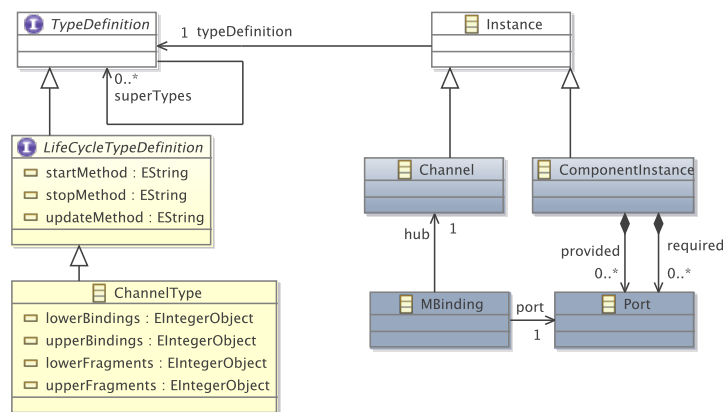 TypeDefinition
Instance
1 typeDefinition
0..*
superTypes
LifeCycleTypeDefinition
startMethod : EString
stopMethod : EString
updateMethod : EString
Channel
ComponentInstance
hub
1
provided
0..*
required
0..*
ChannelType
lowerBindings : EIntegerObject
upperBindings : EIntegerObject
lowerFragments : EIntegerObject
upperFragments : EIntegerObject
MBinding
port
1
Port